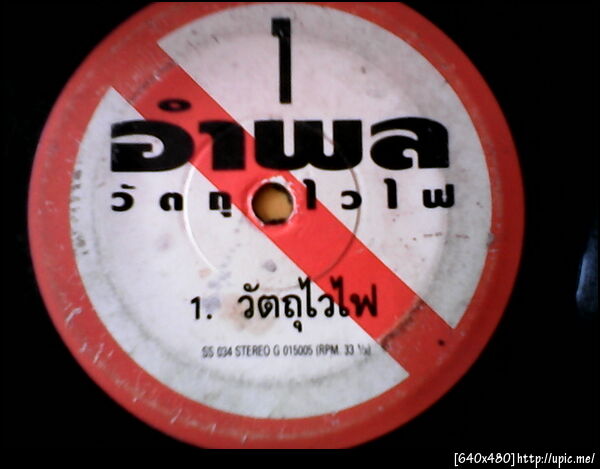 1
อำพล
วัตถุไวไฟ
1. วัตถุไวไฟ
SS 034 STEREO G 015005 (RPM. 33 ⅓)
[640x480]http://upic.me/